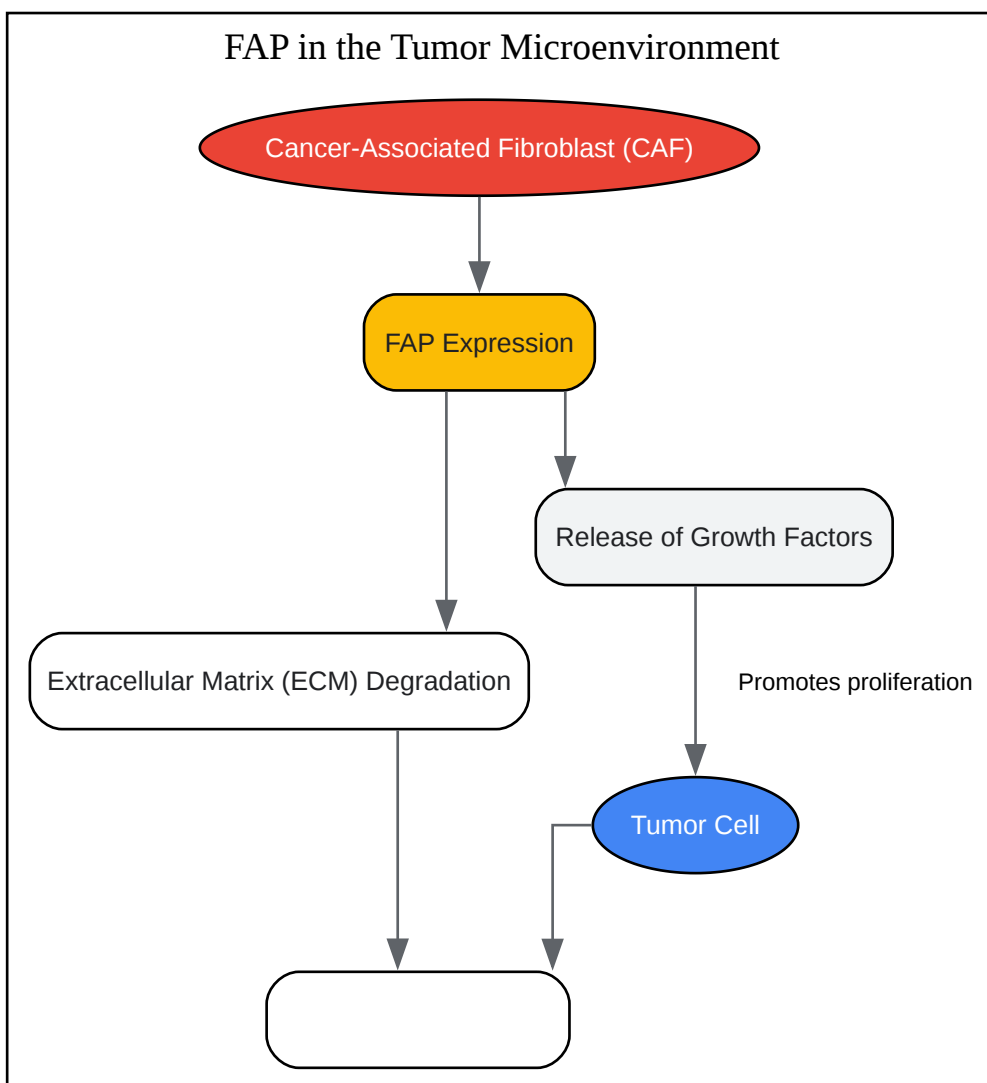 FAP in the Tumor Microenvironment
Cancer-Associated Fibroblast (CAF)
FAP Expression
Release of Growth Factors
Extracellular Matrix (ECM) Degradation
Promotes proliferation
Tumor Cell